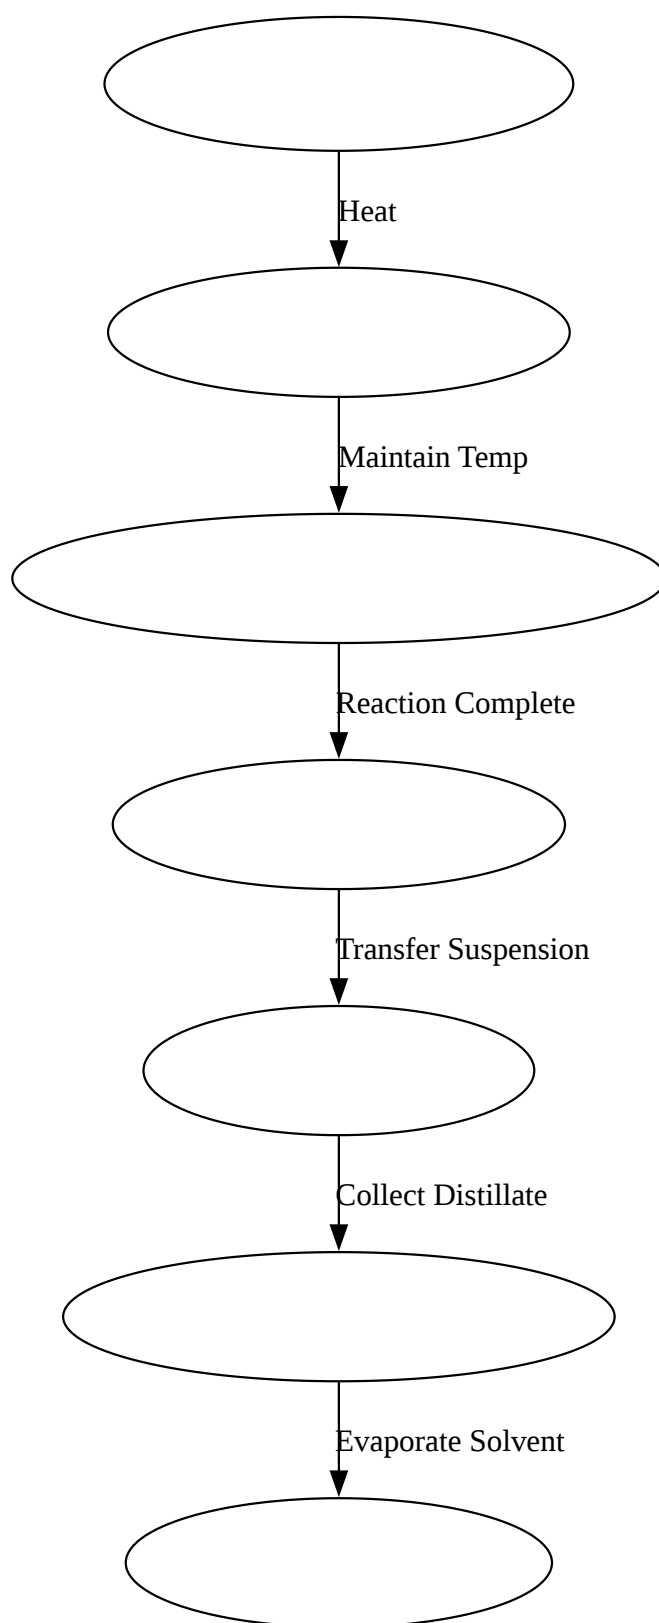 Heat
Maintain Temp
Reaction Complete
Transfer Suspension
Collect Distillate
Evaporate Solvent